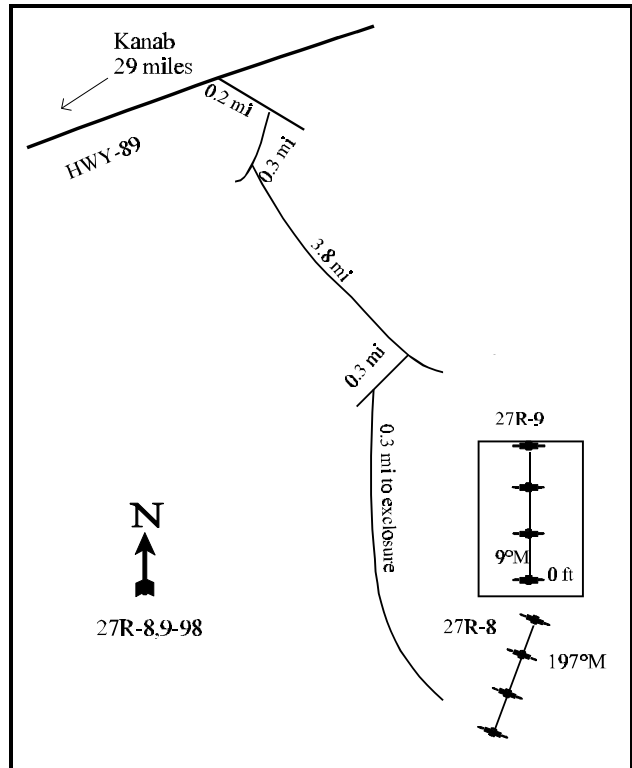 Kanab
29 miles
0.2 mi
HWY-89
0.3 mi
3.8 mi
0.3 mi
27R-9
0.3 mi to exclosure
N
9°M
0 ft
27R-8,9-98
27R-8
197°M